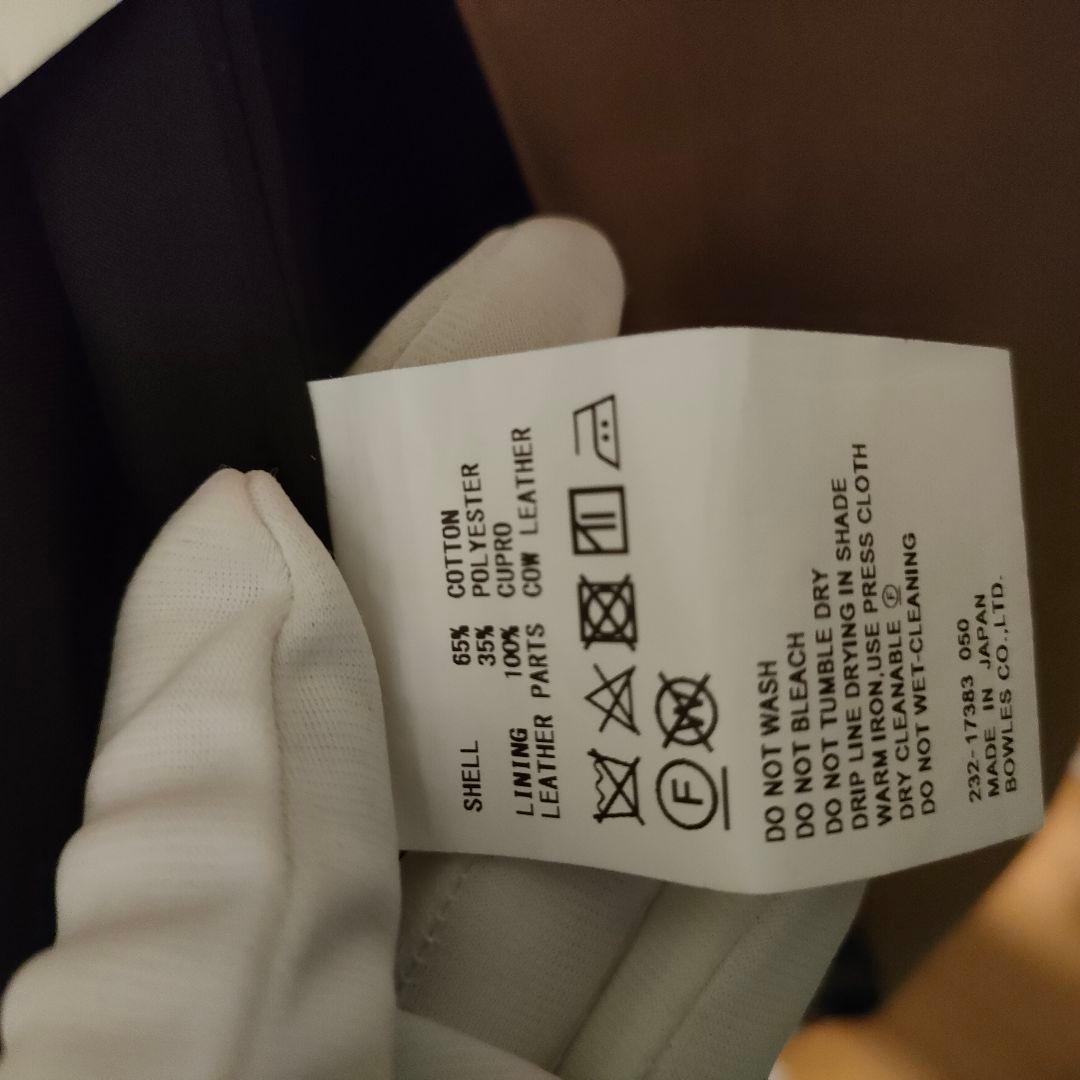 SHELL 65% COTTON
35% POLYESTER
LINING 100% CUPRO
LEATHER PARTS COW LEATHER
F W
DO NOT WASH
DO NOT BLEACH
DO NOT TUMBLE DRY
DRIP LINE DRYING IN SHADE
WARM IRON,USE PRESS CLOTH
DRY CLEANABLE Ⓕ
DO NOT WET-CLEANING
232-17383 050
MADE IN JAPAN
BOWLES CO.,LTD.